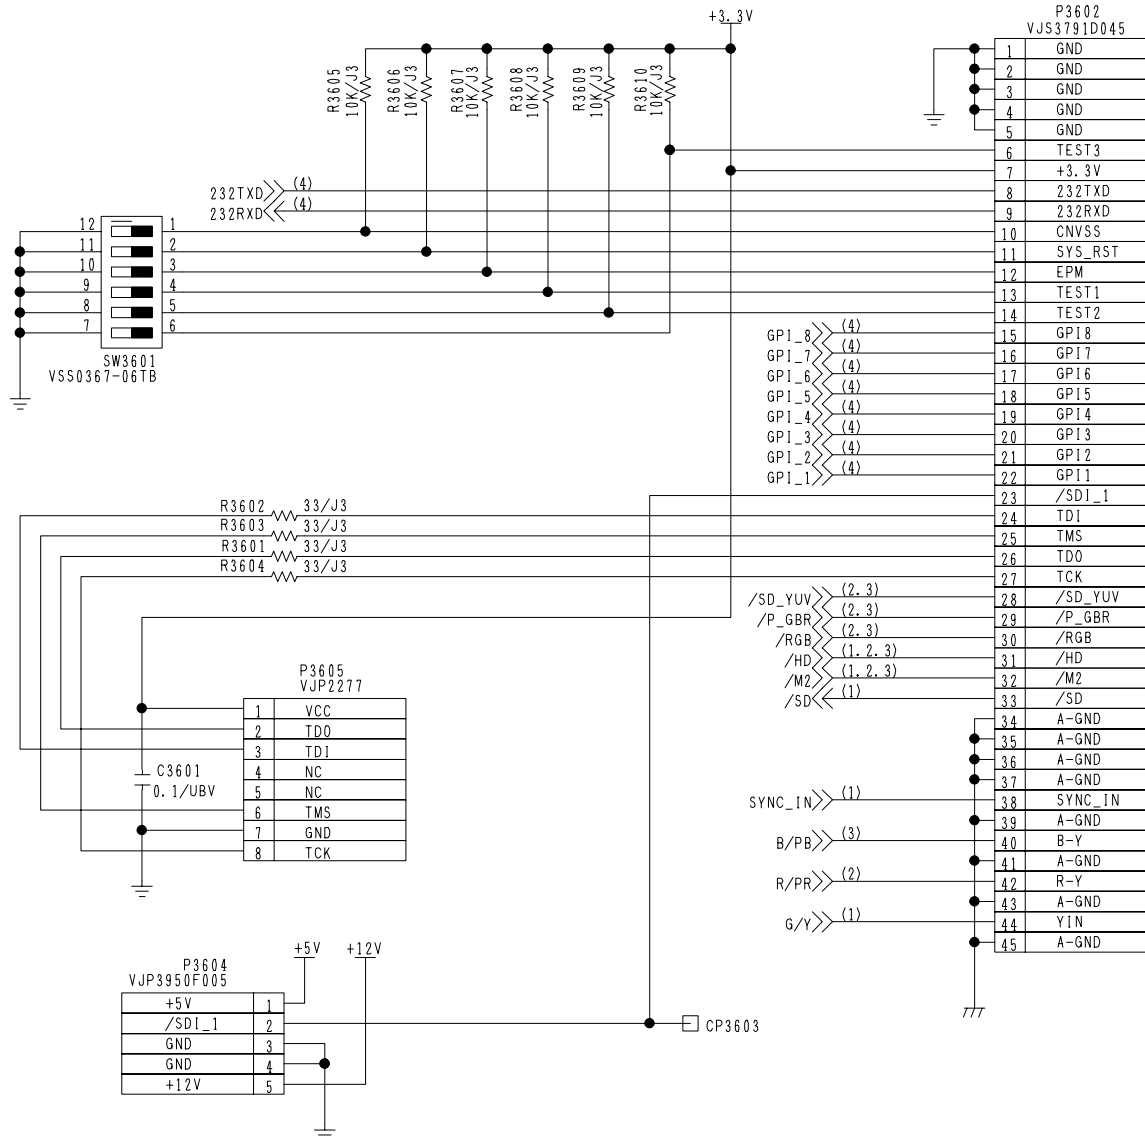 +3.3V
P3602
VJS3791D045
1 GND
2 GND
3 GND
4 GND
5 GND
6 TEST3
7 +3.3V
8 232TXD
9 232RXD
10 CNVSS
11 SYS_RST
12 EPM
13 TEST1
14 TEST2
15 GPI8
16 GPI7
17 GPI6
18 GPI5
19 GPI4
20 GPI3
21 GPI2
22 GPI1
23 /SDI_1
24 TDI
25 TMS
26 TDO
27 TCK
28 /SD_YUV
29 /P_GBR
30 /RGB
31 /HD
32 /M2
33 /SD
34 A-GND
35 A-GND
36 A-GND
37 A-GND
38 SYNC_IN
39 A-GND
40 B-Y
41 A-GND
42 R-Y
43 A-GND
44 YIN
45 A-GND
R3605
10K/J3
R3606
10K/J3
R3607
10K/J3
R3608
10K/J3
R3609
10K/J3
R3610
10K/J3
232TXD (4)
232RXD (4)
12 1
11 2
10 3
9 4
8 5
7 6
SW3601
VSS0367-06TB
GPI_8 (4)
GPI_7 (4)
GPI_6 (4)
GPI_5 (4)
GPI_4 (4)
GPI_3 (4)
GPI_2 (4)
GPI_1 (4)
R3602 33/J3
R3603 33/J3
R3601 33/J3
R3604 33/J3
/SD_YUV (2.3)
/P_GBR (2.3)
/RGB (2.3)
/HD (1.2.3)
/M2 (1.2.3)
/SD (1)
P3605
VJP2277
1 VCC
2 TDO
3 TDI
4 NC
5 NC
6 TMS
7 GND
8 TCK
C3601
0.1/UBV
SYNC_IN (1)
B/PB (3)
R/PR (2)
G/Y (1)
+5V +12V
P3604
VJP3950F005
+5V 1
/SDI_1 2
GND 3
GND 4
+12V 5
CP3603